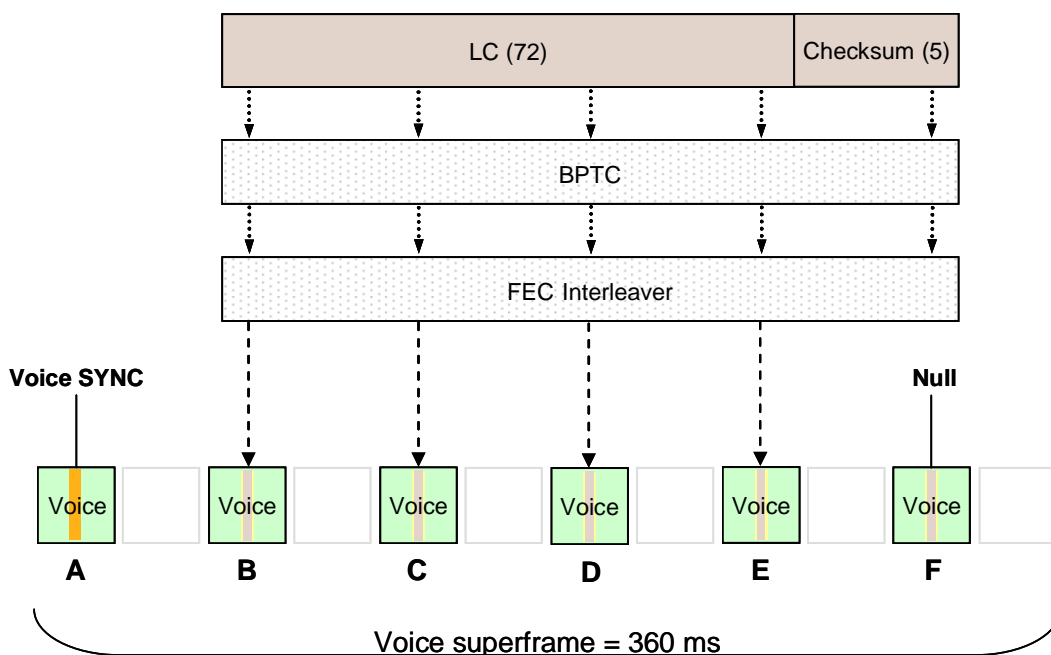 LC (72)
Checksum (5)
BPTC
FEC Interleaver
Voice SYNC
Null
Voice
Voice
Voice
Voice
Voice
Voice
A
B
C
D
E
F
Voice superframe = 360 ms